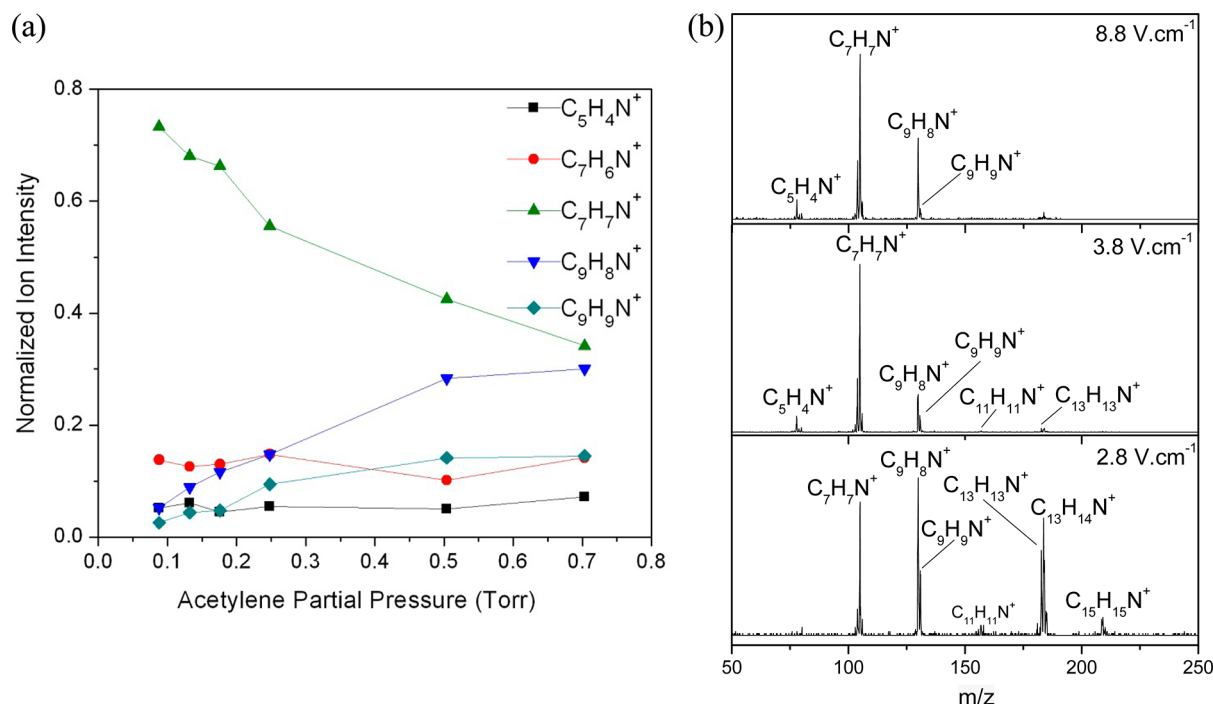 (a)
0.8
0.6
0.4
0.2
0.0
Normalized Ion Intensity
C₅H₄N⁺
C₇H₆N⁺
C₇H₇N⁺
C₉H₈N⁺
C₉H₉N⁺
0.0 0.1 0.2 0.3 0.4 0.5 0.6 0.7 0.8
Acetylene Partial Pressure (Torr)
(b)
8.8 V.cm⁻¹
C₇H₇N⁺
C₉H₈N⁺
C₉H₉N⁺
C₅H₄N⁺
3.8 V.cm⁻¹
C₇H₇N⁺
C₉H₉N⁺
C₉H₈N⁺
C₅H₄N⁺
C₁₁H₁₁N⁺
C₁₃H₁₃N⁺
2.8 V.cm⁻¹
C₉H₈N⁺
C₇H₇N⁺
C₁₃H₁₃N⁺
C₁₃H₁₄N⁺
C₉H₉N⁺
C₁₁H₁₁N⁺
C₁₅H₁₅N⁺
50 100 150 200 250
m/z